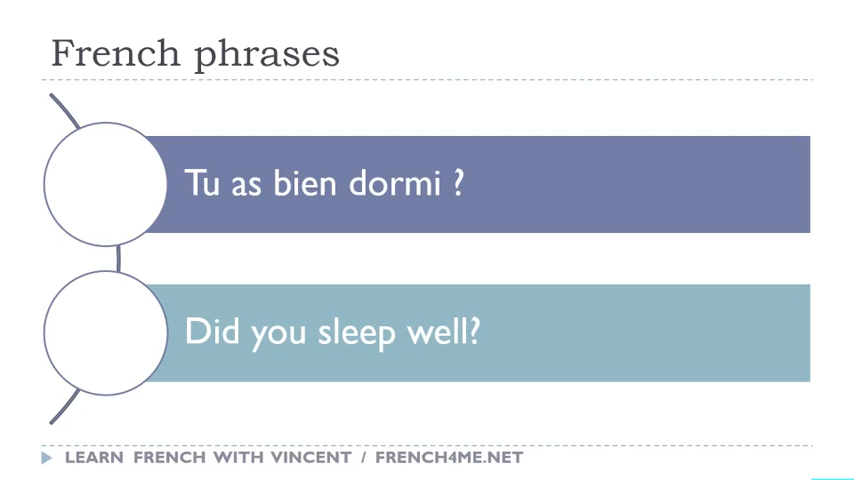 French phrases
Tu as bien dormi ?
Did you sleep well?
LEARN FRENCH WITH VINCENT / FRENCH4ME.NET